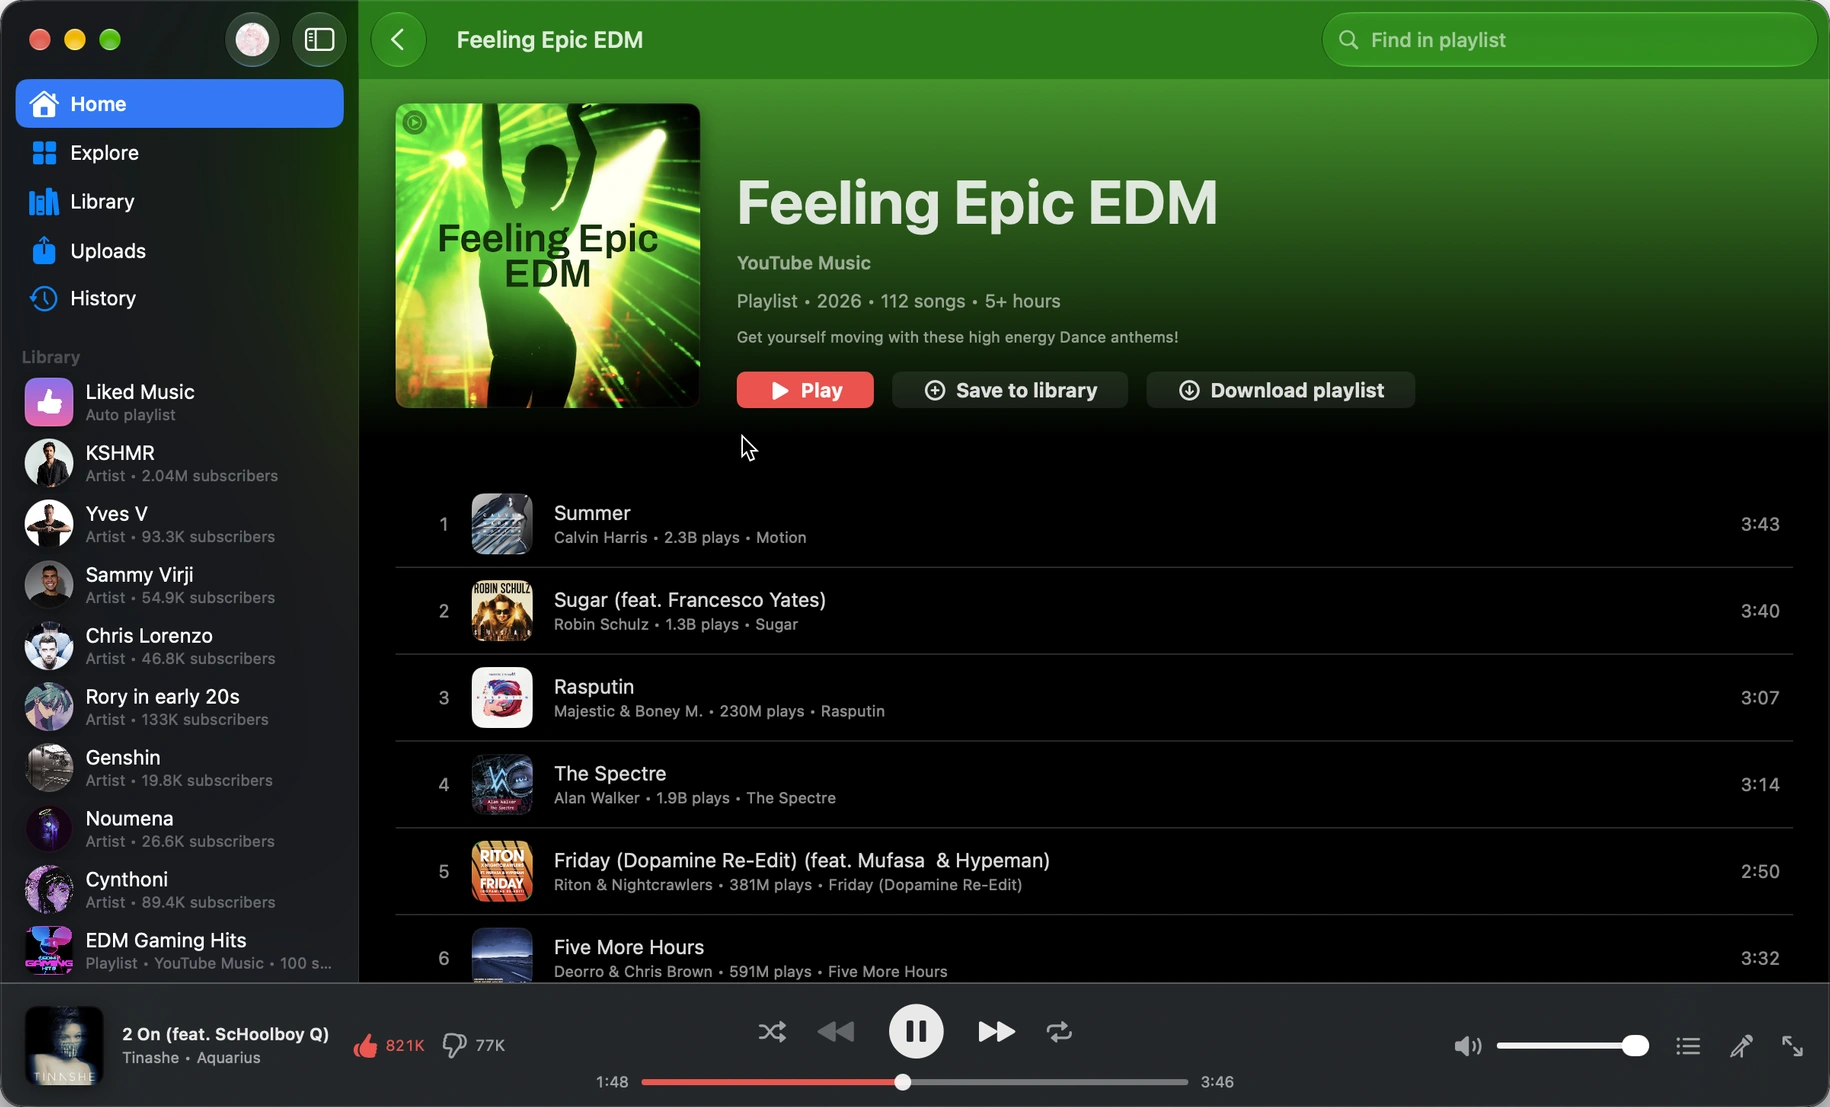 Feeling Epic EDM
Find in playlist
Home
Explore
Library
Uploads
History
Library
Liked Music
Auto playlist
KSHMR
Artist • 2.04M subscribers
Yves V
Artist • 93.3K subscribers
Sammy Virji
Artist • 54.9K subscribers
Chris Lorenzo
Artist • 46.8K subscribers
Rory in early 20s
Artist • 133K subscribers
Genshin
Artist • 19.8K subscribers
Noumena
Artist • 26.6K subscribers
Cynthoni
Artist • 89.4K subscribers
EDM Gaming Hits
Playlist • YouTube Music • 100 s...
Feeling Epic
EDM
Feeling Epic EDM
YouTube Music
Playlist • 2026 • 112 songs • 5+ hours
Get yourself moving with these high energy Dance anthems!
Play
Save to library
Download playlist
1
Summer
Calvin Harris • 2.3B plays • Motion
3:43
2
ROBIN SCHULZ
Sugar (feat. Francesco Yates)
Robin Schulz • 1.3B plays • Sugar
3:40
3
Rasputin
Majestic & Boney M. • 230M plays • Rasputin
3:07
4
Alan Walker
The Spectre
The Spectre
Alan Walker • 1.9B plays • The Spectre
3:14
5
RITON
FRIDAY
Friday (Dopamine Re-Edit) (feat. Mufasa & Hypeman)
Riton & Nightcrawlers • 381M plays • Friday (Dopamine Re-Edit)
2:50
6
Five More Hours
Deorro & Chris Brown • 591M plays • Five More Hours
3:32
TINASHE
2 On (feat. ScHoolboy Q)
Tinashe • Aquarius
821K
77K
1:48
3:46